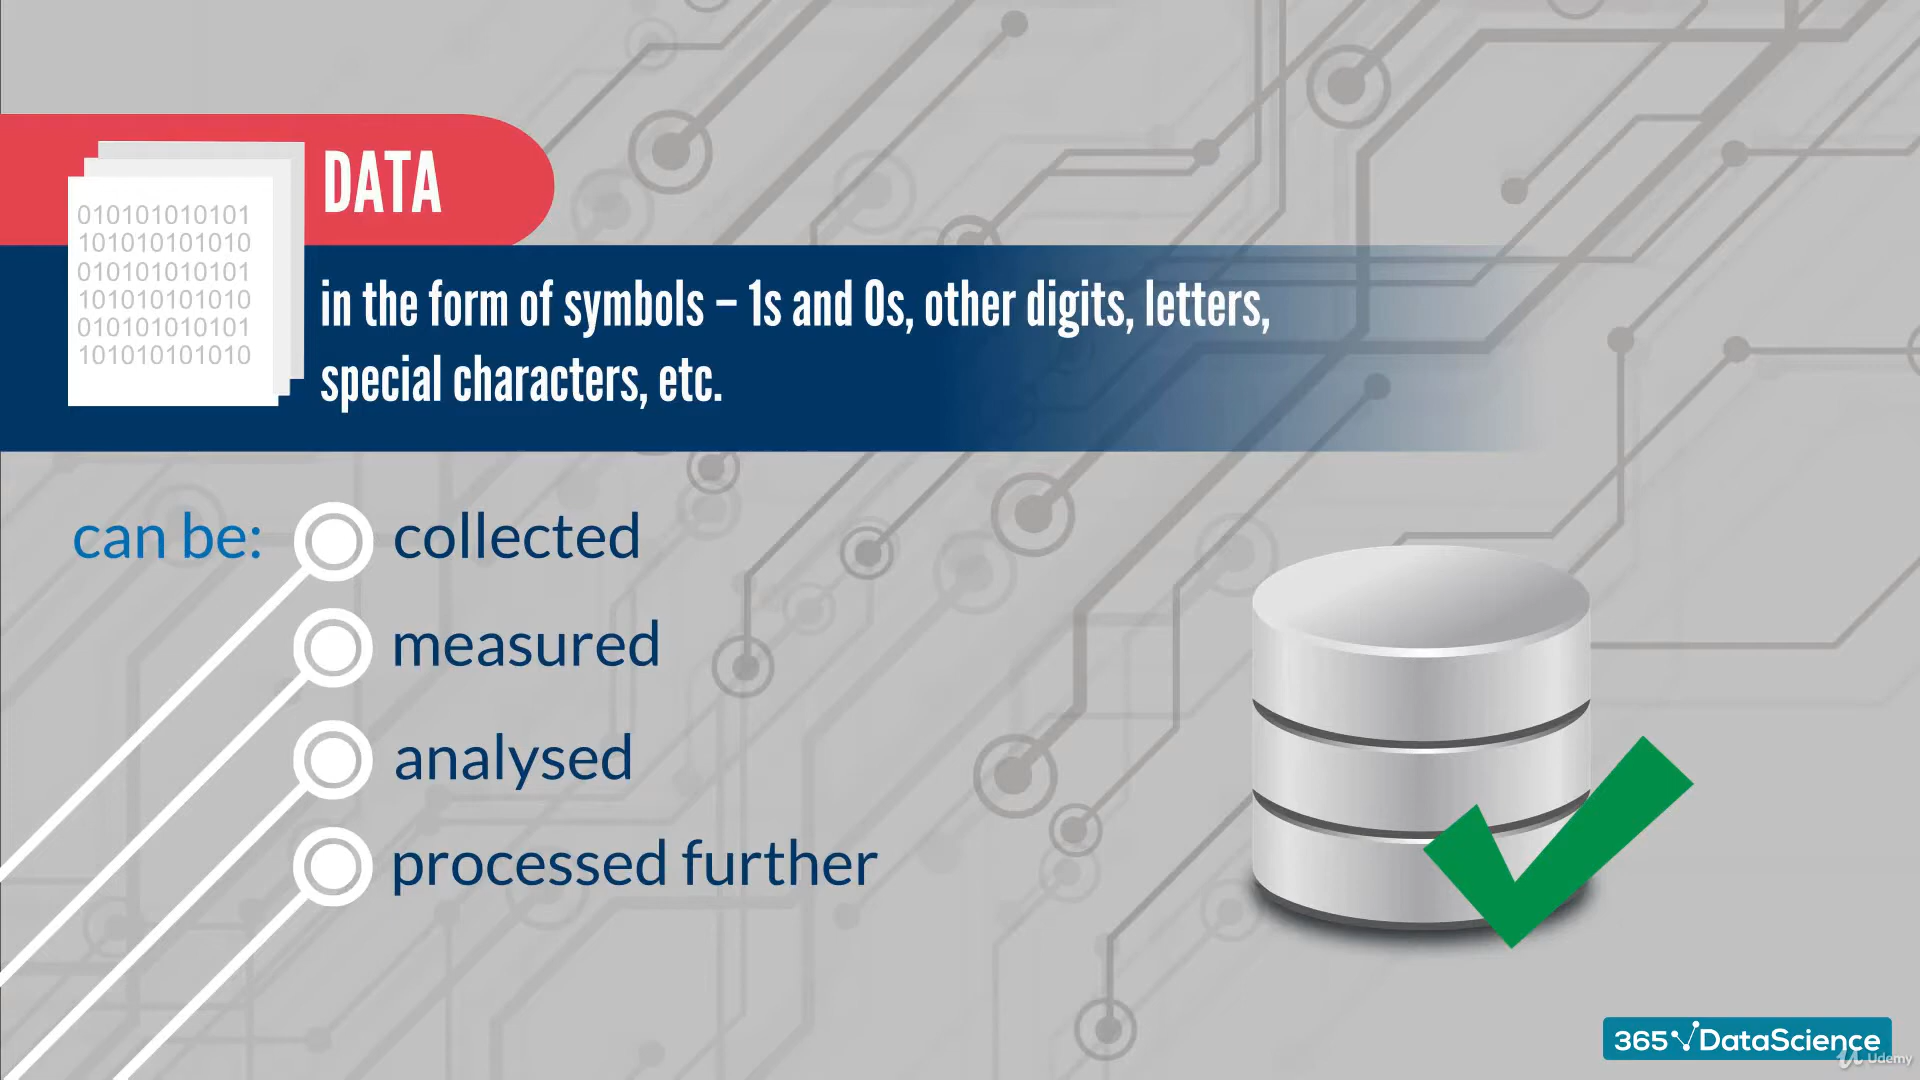 DATA
010101010101
101010101010
010101010101
101010101010
010101010101
101010101010
in the form of symbols – 1s and 0s, other digits, letters,
special characters, etc.
can be:
collected
measured
analysed
processed further
365 DataScience
Udemy